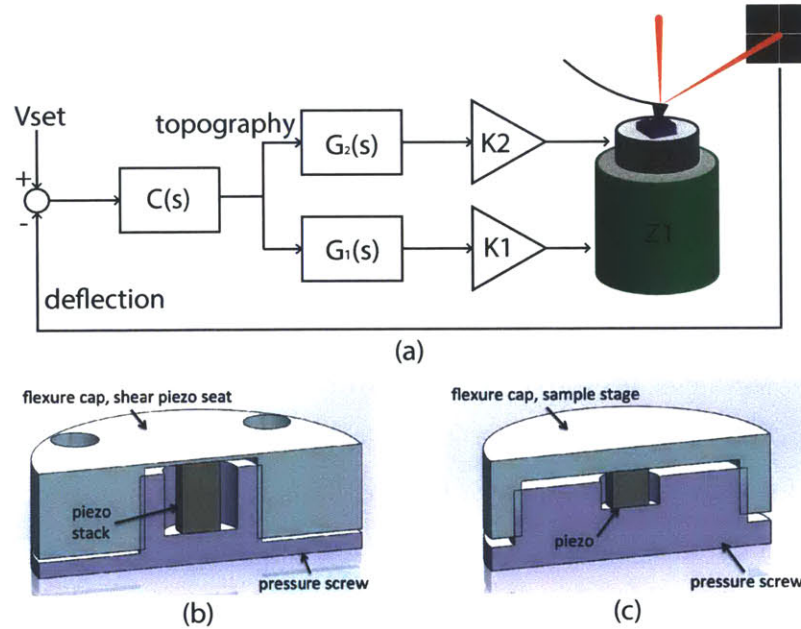 Vset
topography
G₂(s)
K2
+
C(s)
-
G₁(s)
K1
Z1
deflection
(a)
flexure cap, shear piezo seat
piezo
stack
pressure screw
(b)
flexure cap, sample stage
piezo
pressure screw
(c)